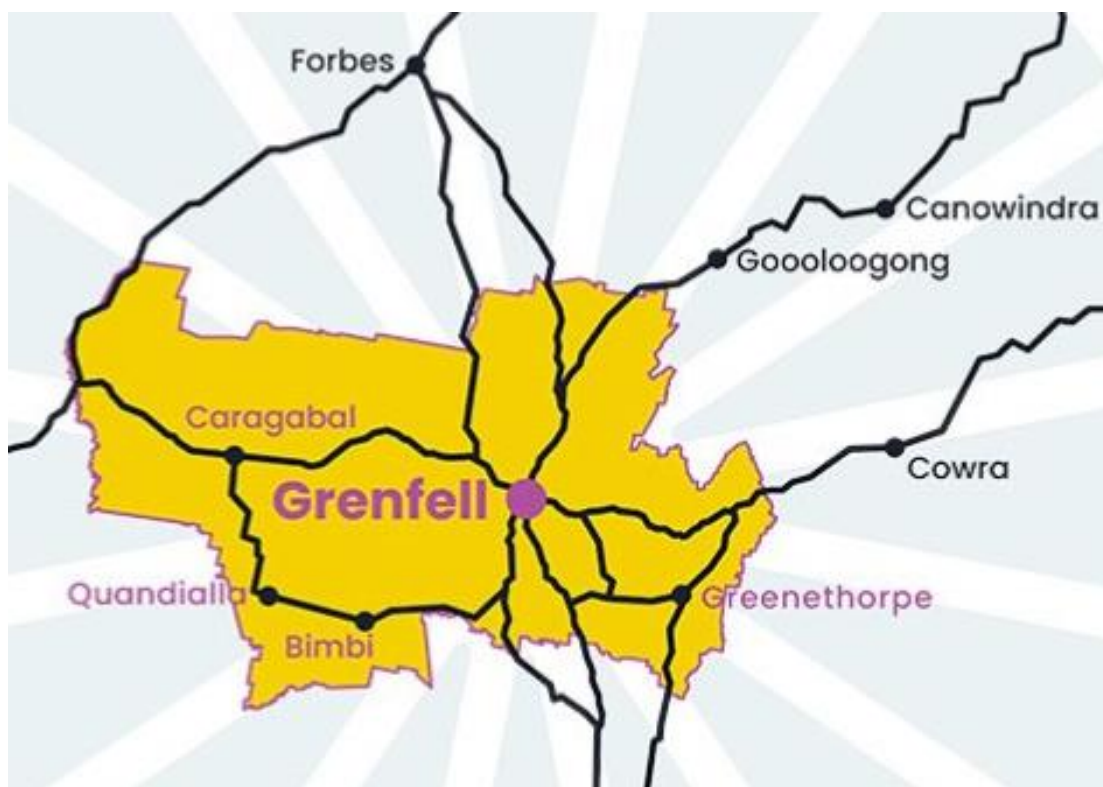 Forbes
Canowindra
Goooloogong
Caragabal
Cowra
Grenfell
Quandialla
Greenethorpe
Bimbi